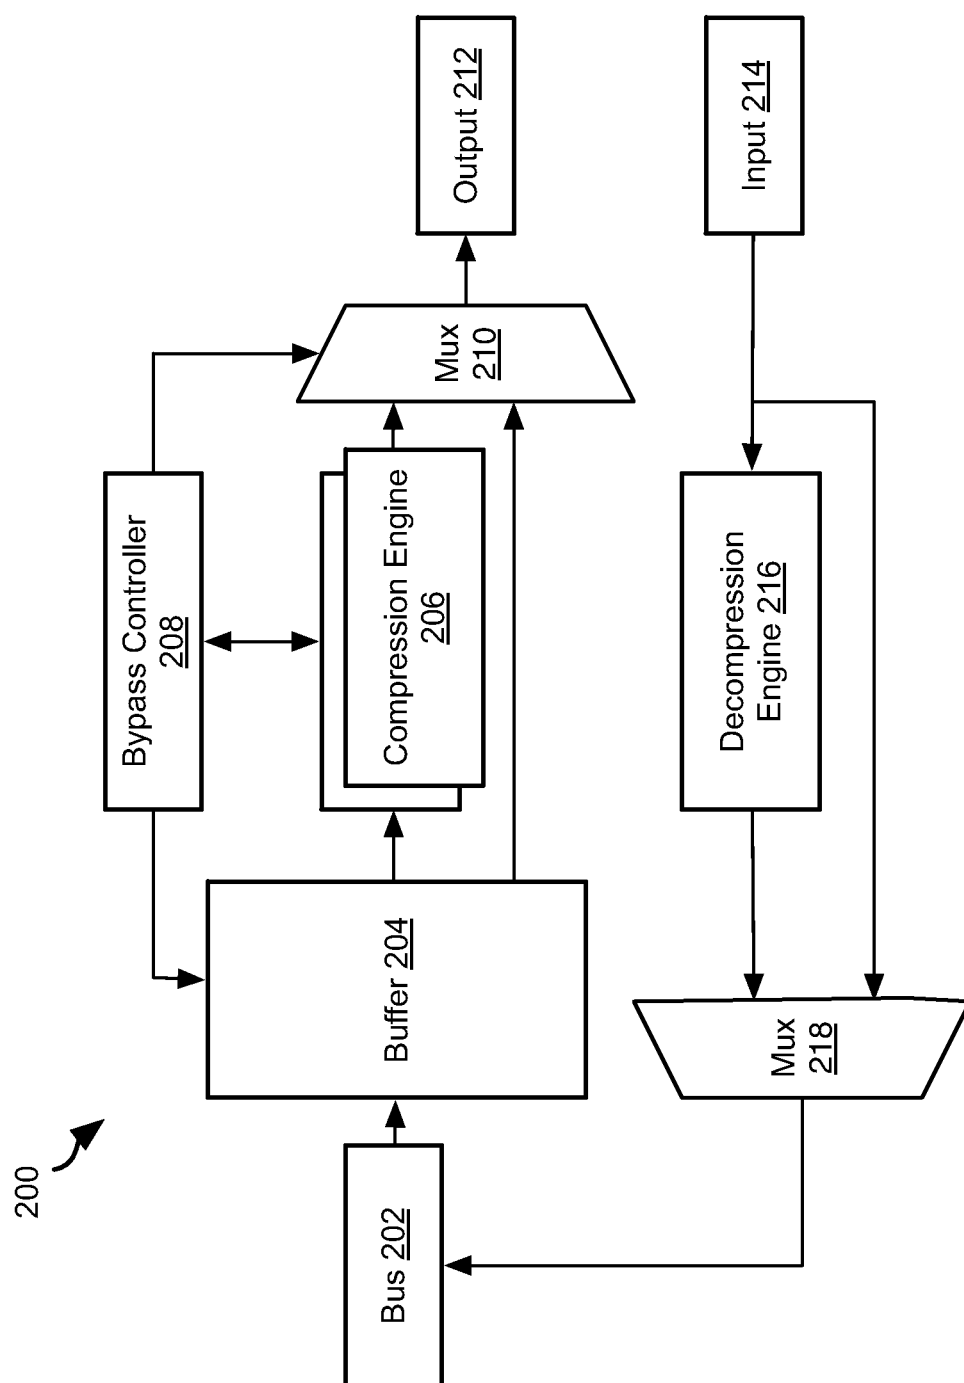 200
Bus 202
Buffer 204
Bypass Controller
208
Compression Engine
206
Mux
210
Output 212
Input 214
Decompression
Engine 216
Mux
218